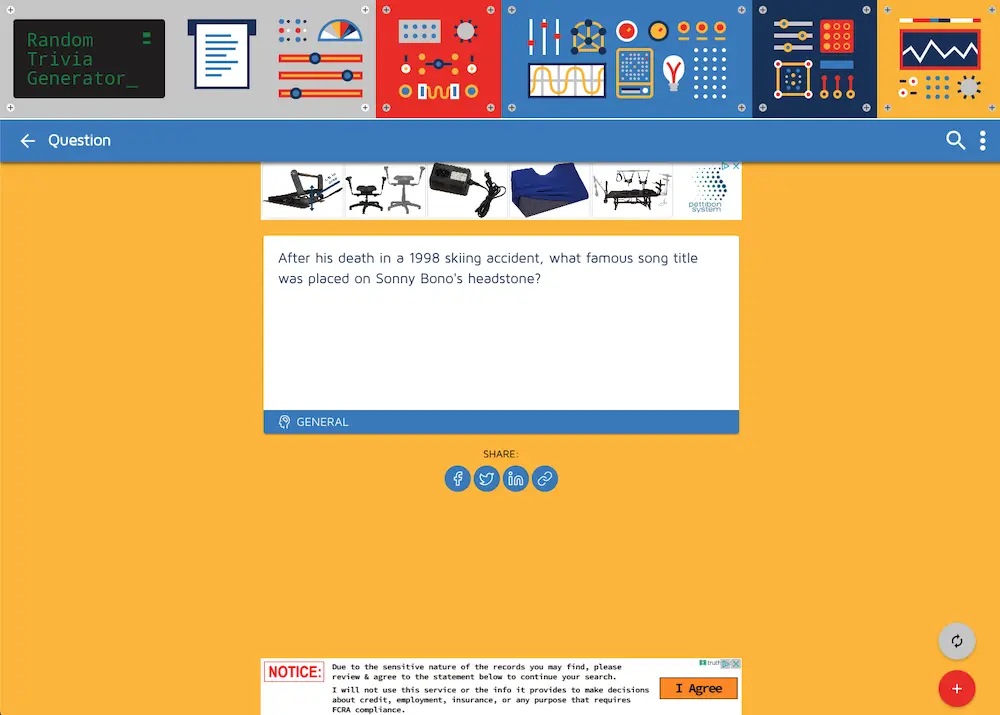 Random
Trivia
Generator_
Question
pettibon
system
After his death in a 1998 skiing accident, what famous song title
was placed on Sonny Bono's headstone?
GENERAL
SHARE:
NOTICE:
Due to the sensitive nature of the records you may find, please
review & agree to the statement below to continue your search.
I will not use this service or the info it provides to make decisions
about credit, employment, insurance, or any purpose that requires
FCRA compliance.
truth
I Agree